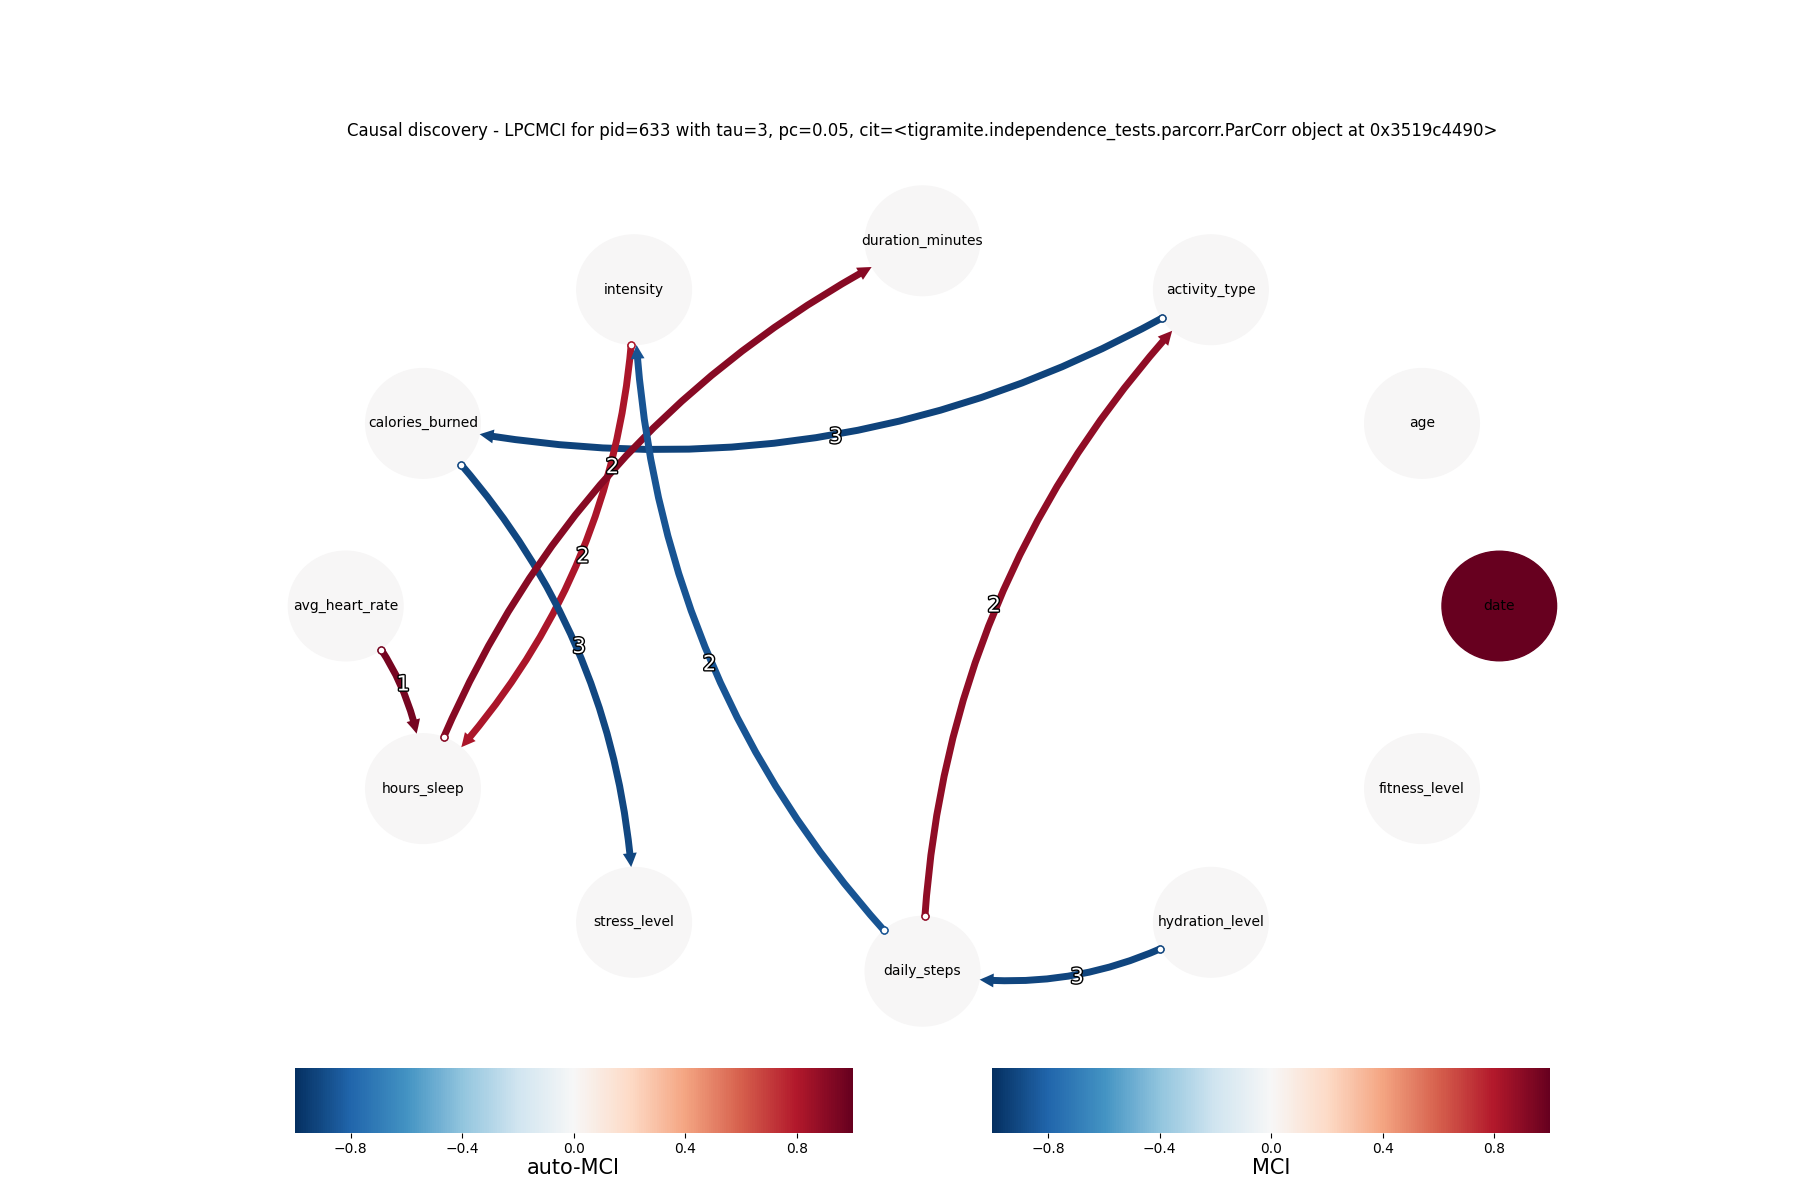 Causal discovery - LPCMCI for pid=633 with tau=3, pc=0.05, cit=<tigramite.independence_tests.parcorr.ParCorr object at 0x3519c4490>
duration_minutes
intensity
activity_type
calories_burned
age
3
2
2
avg_heart_rate
date
2
3
2
1
hours_sleep
fitness_level
stress_level
hydration_level
daily_steps
3
−0.8 −0.4 0.0 0.4 0.8
auto-MCI
−0.8 −0.4 0.0 0.4 0.8
MCI